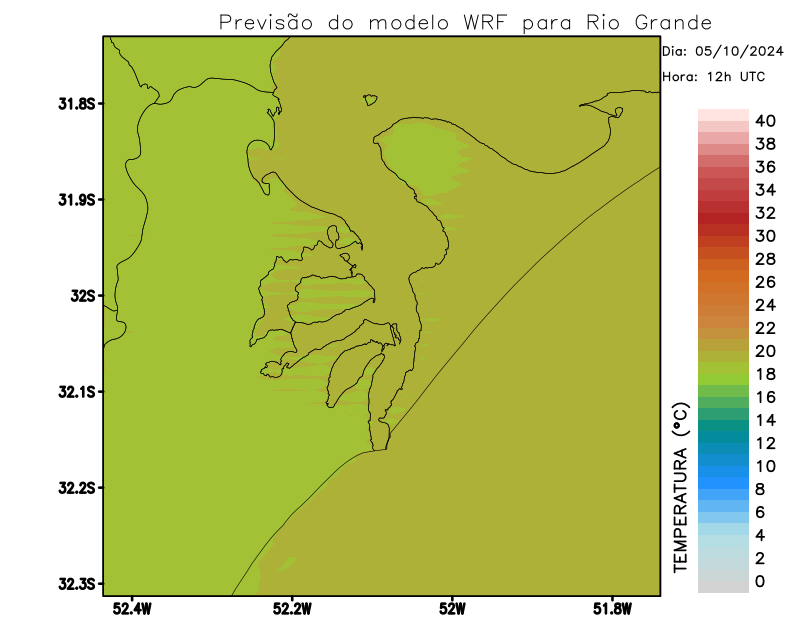 Previsão do modelo WRF para Rio Grande
Dia: 05/10/2024
Hora: 12h UTC
31.8S
31.9S
32S
32.1S
32.2S
32.3S
52.4W
52.2W
52W
51.8W
TEMPERATURA (°C)
40
38
36
34
32
30
28
26
24
22
20
18
16
14
12
10
8
6
4
2
0